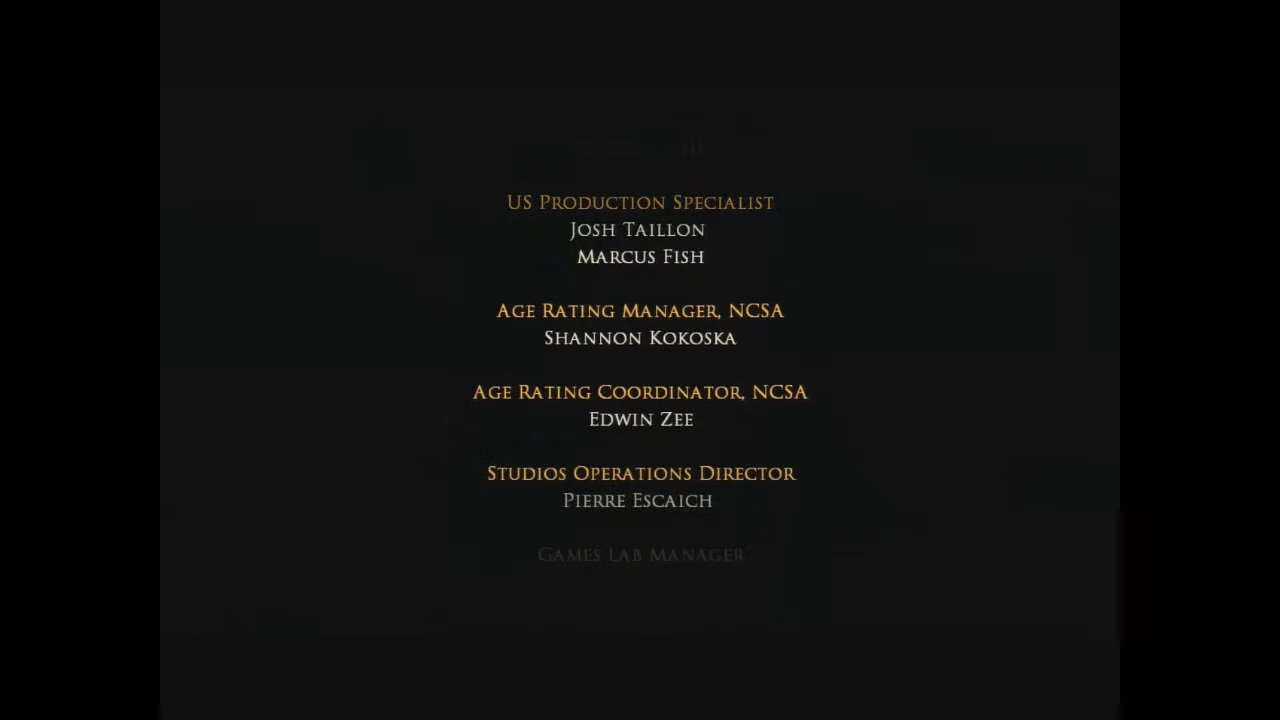 US Production Specialist
Josh Taillon
Marcus Fish
Age Rating Manager, NCSA
Shannon Kokoska
Age Rating Coordinator, NCSA
Edwin Zee
Studios Operations Director
Pierre Escaich
Games Lab Manager